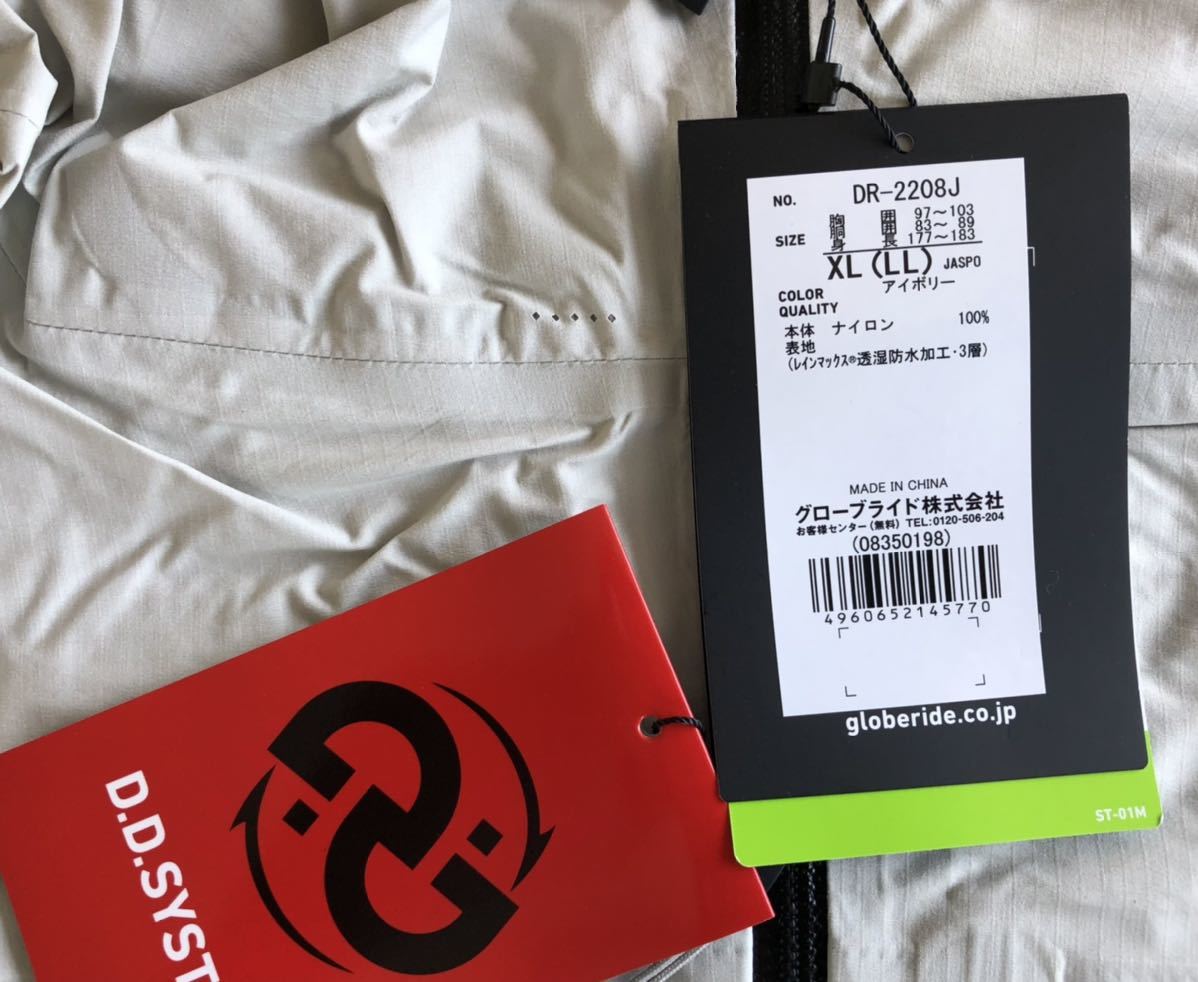 NO. DR-2208J
SIZE 胸囲 97〜103
胴囲 83〜 89
身長 177〜183
XL(LL) JASPO
COLOR アイボリー
QUALITY
本体 ナイロン 100%
表地
(レインマックス®透湿防水加工・3層)
MADE IN CHINA
グローブライド株式会社
お客様センター(無料) TEL:0120-506-204
(08350198)
4960652145770
globeride.co.jp
ST-01M
D.D.SYST